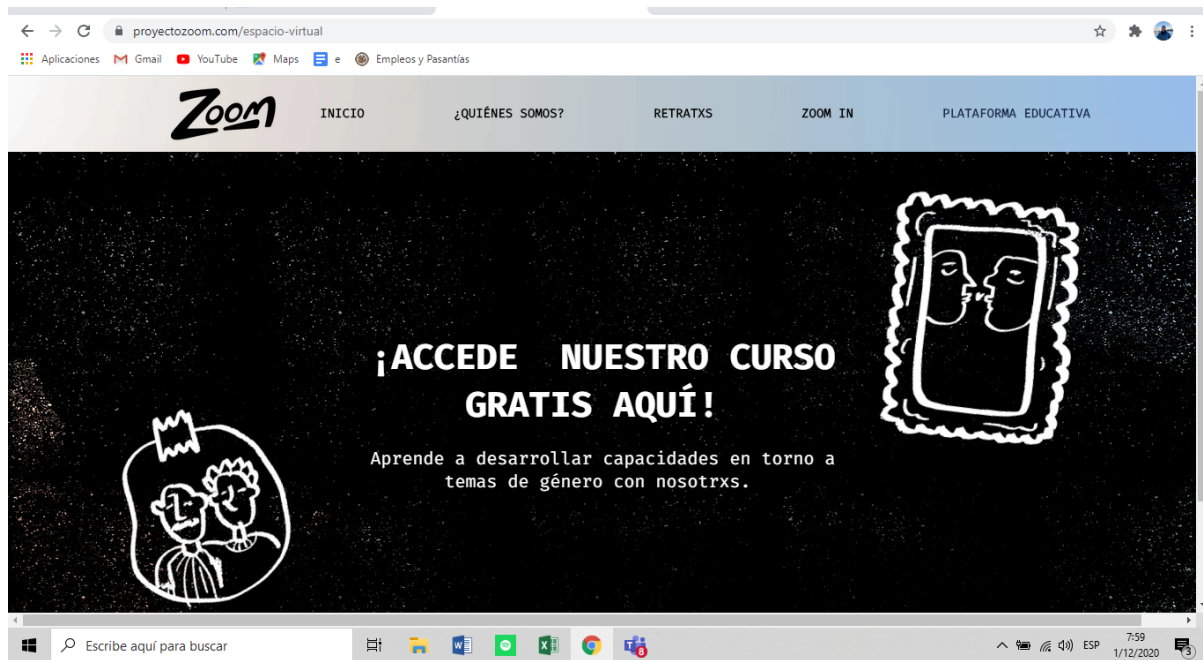 proyectozoom.com/espacio-virtual
Aplicaciones Gmail YouTube Maps e Empleos y Pasantías
Zoom INICIO ¿QUIÉNES SOMOS? RETRATXS ZOOM IN PLATAFORMA EDUCATIVA
¡ACCEDE NUESTRO CURSO
GRATIS AQUÍ!
Aprende a desarrollar capacidades en torno a
temas de género con nosotrxs.
Escribe aquí para buscar 8 ESP 7:59
1/12/2020 3